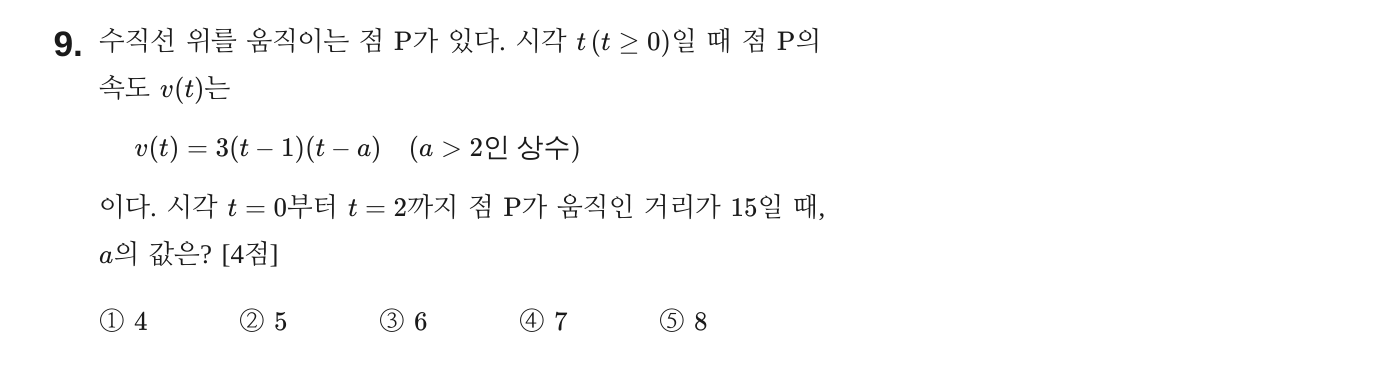 9. 수직선 위를 움직이는 점 P가 있다. 시각 t(t ≥ 0)일 때 점 P의
속도 v(t)는
v(t) = 3(t − 1)(t − a) (a > 2인 상수)
이다. 시각 t = 0부터 t = 2까지 점 P가 움직인 거리가 15일 때,
a의 값은? [4점]
① 4 ② 5 ③ 6 ④ 7 ⑤ 8